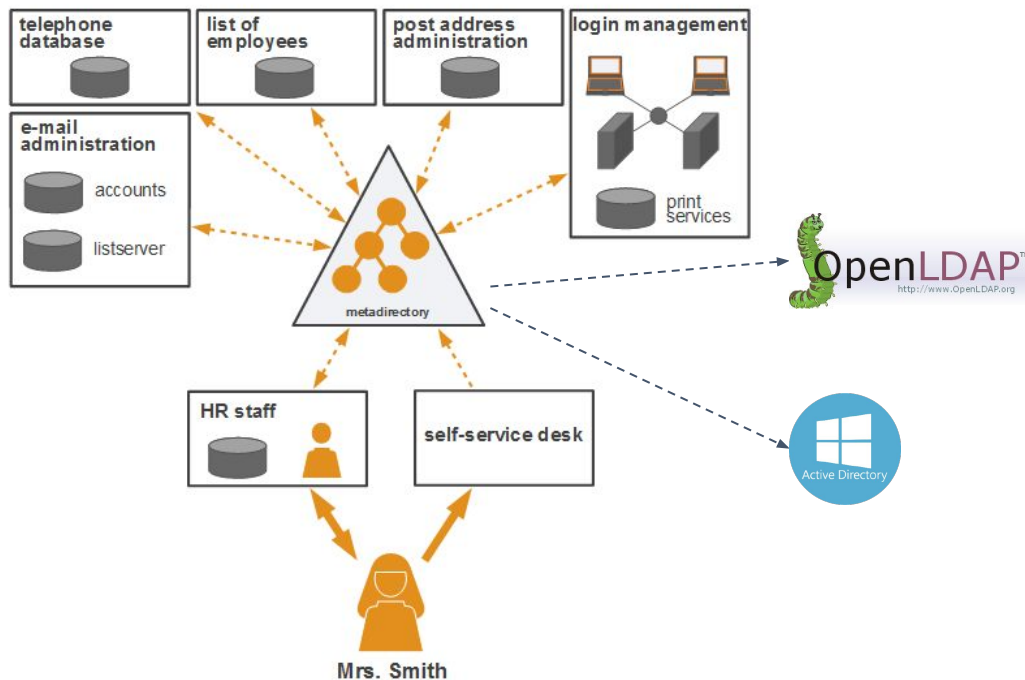 telephone
database
list of
employees
post address
administration
login management
e-mail
administration
accounts
listserver
print
services
metadirectory
OpenLDAP™
http://www.OpenLDAP.org
HR staff
self-service desk
Active Directory
Mrs. Smith